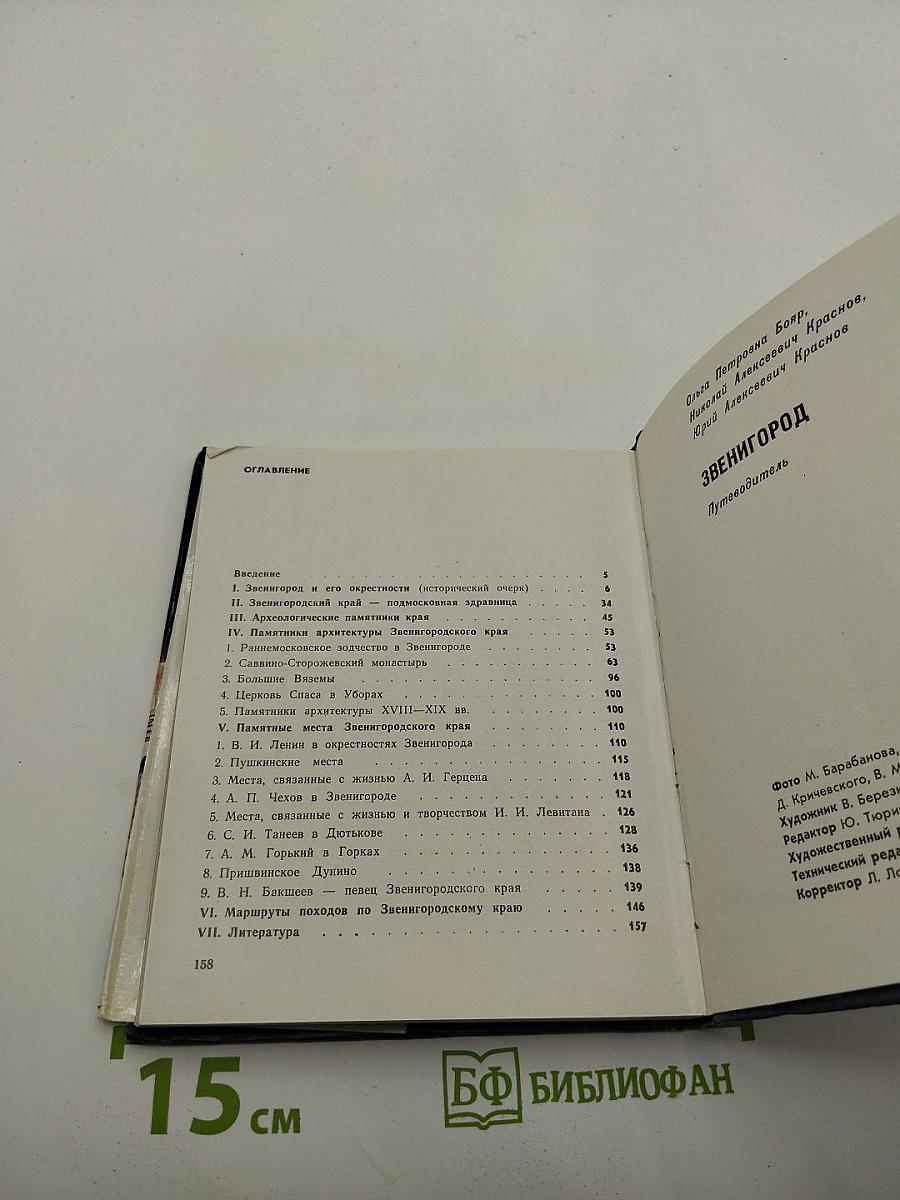 ОГЛАВЛЕНИЕ
Введение . . . . . . . . . . . . . . . . . . . . 5
I. Звенигород и его окрестности (исторический очерк) . . . . 6
II. Звенигородский край — подмосковная здравница . . . . . 34
III. Археологические памятники края . . . . . . . . . . . 45
IV. Памятники архитектуры Звенигородского края . . . . . . 53
1. Раннемосковское зодчество в Звенигороде . . . . . . . 53
2. Саввино-Сторожевский монастырь . . . . . . . . . . 63
3. Большие Вяземы . . . . . . . . . . . . . . . . 96
4. Церковь Спаса в Уборах . . . . . . . . . . . . . 100
5. Памятники архитектуры XVIII—XIX вв. . . . . . . . . 100
V. Памятные места Звенигородского края . . . . . . . . 110
1. В. И. Ленин в окрестностях Звенигорода . . . . . . . 110
2. Пушкинские места . . . . . . . . . . . . . . . 115
3. Места, связанные с жизнью А. И. Герцена . . . . . . 118
4. А. П. Чехов в Звенигороде . . . . . . . . . . . . 121
5. Места, связанные с жизнью и творчеством И. И. Левитана . 126
6. С. И. Танеев в Дютькове . . . . . . . . . . . . . 128
7. А. М. Горький в Горках . . . . . . . . . . . . . 136
8. Пришвинское Дунино . . . . . . . . . . . . . . 138
9. В. Н. Бакшеев — певец Звенигородского края . . . . . 139
VI. Маршруты походов по Звенигородскому краю . . . . . 146
VII. Литература . . . . . . . . . . . . . . . . . . 157
158
Ольга Петровна Бояр,
Николай Алексеевич Краснов,
Юрий Алексеевич Краснов
ЗВЕНИГОРОД
Путеводитель
Фото М. Барабанова,
Д. Кричевского, В.
Художник В.
Редактор Ю.
Художественный
Технический
Корректор Л.
15 см
БФ БИБЛИОФАН